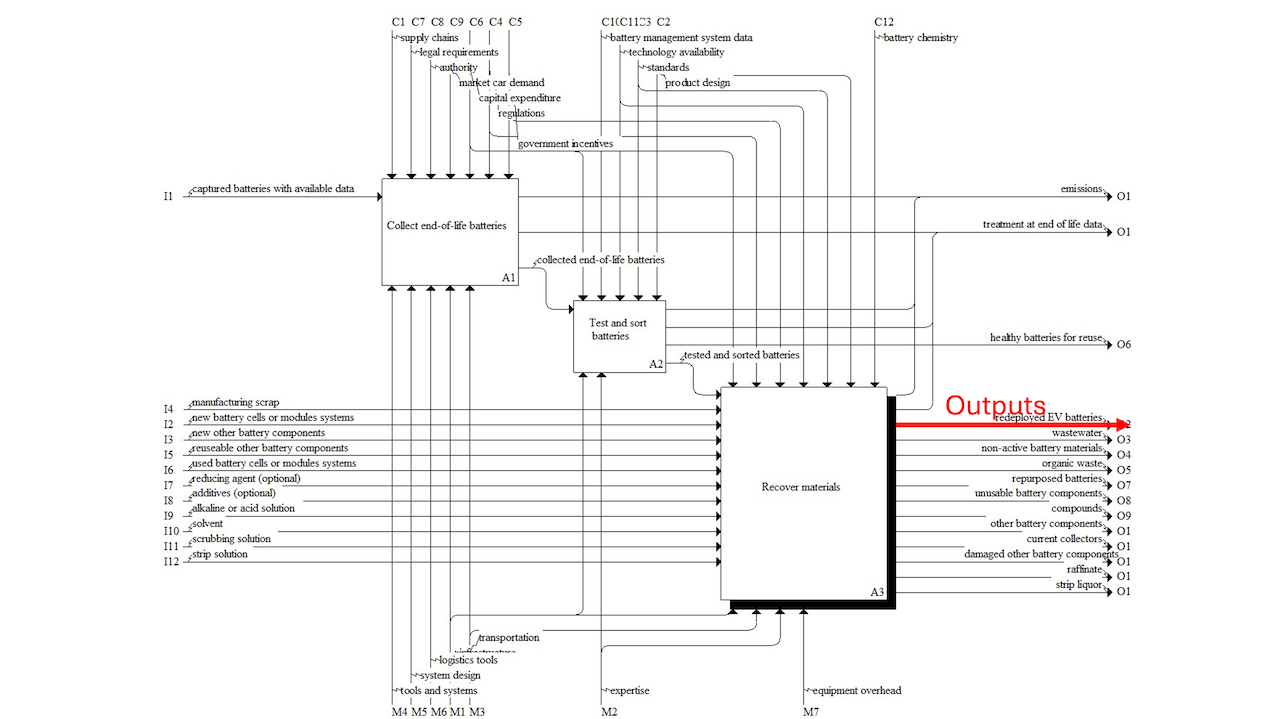 C1 C7 C8 C9 C6 C4 C5 C10 C11 C3 C2 C12
supply chains
battery management system data
battery chemistry
legal requirements
technology availability
authority
standards
market car demand
product design
capital expenditure
regulations
government incentives
I1 captured batteries with available data
emissions O1
Collect end-of-life batteries
A1
treatment at end of life data O1
collected end-of-life batteries
Test and sort
batteries
A2
healthy batteries for reuse O6
tested and sorted batteries
Outputs
I4 manufacturing scrap
I2 new battery cells or modules systems
I3 new other battery components
I5 reuseable other battery components
I6 used battery cells or modules systems
I7 reducing agent (optional)
I8 additives (optional)
I9 alkaline or acid solution
I10 solvent
I11 scrubbing solution
I12 strip solution
Recover materials
A3
redeployed EV batteries 2
wastewater O3
non-active battery materials O4
organic waste O5
repurposed batteries O7
unusable battery components O8
compounds O9
other battery components O1
current collectors O1
damaged other battery components O1
raffinate O1
strip liquor O1
transportation
infrastructure
logistics tools
system design
tools and systems
expertise
equipment overhead
M4 M5 M6 M1 M3 M2 M7